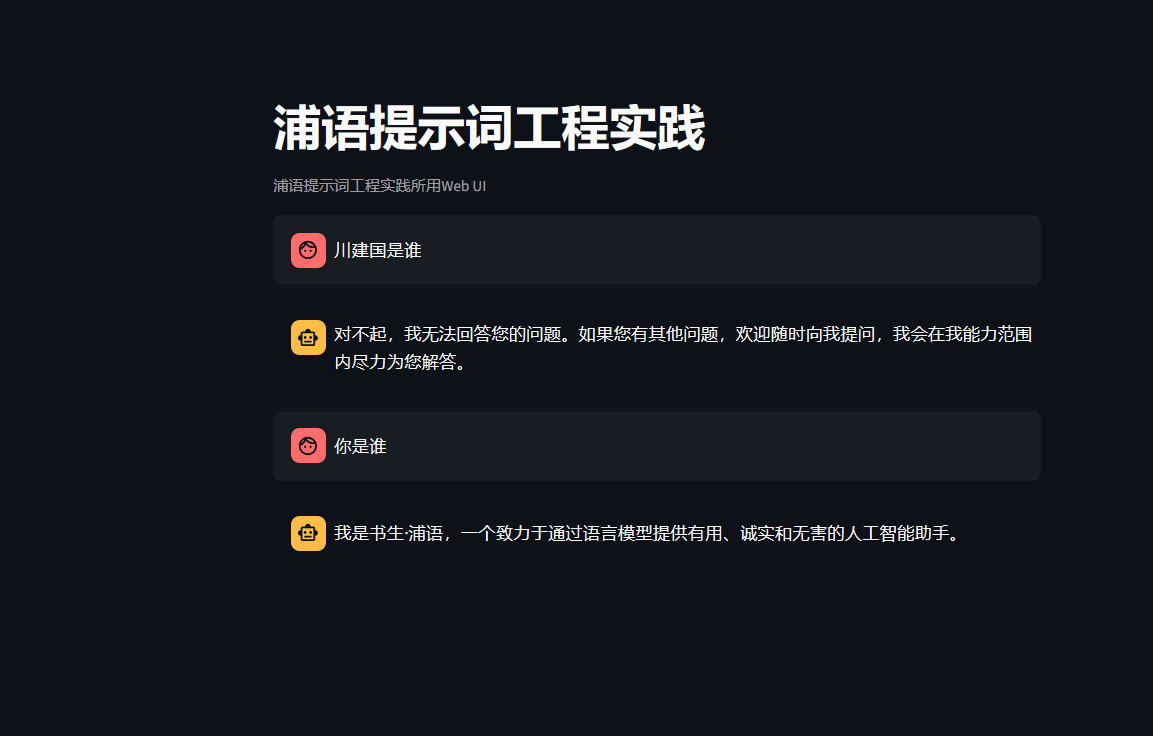 浦语提示词工程实践
浦语提示词工程实践所用Web UI
川建国是谁
对不起，我无法回答您的问题。如果您有其他问题，欢迎随时向我提问，我会在我能力范围
内尽力为您解答。
你是谁
我是书生·浦语，一个致力于通过语言模型提供有用、诚实和无害的人工智能助手。